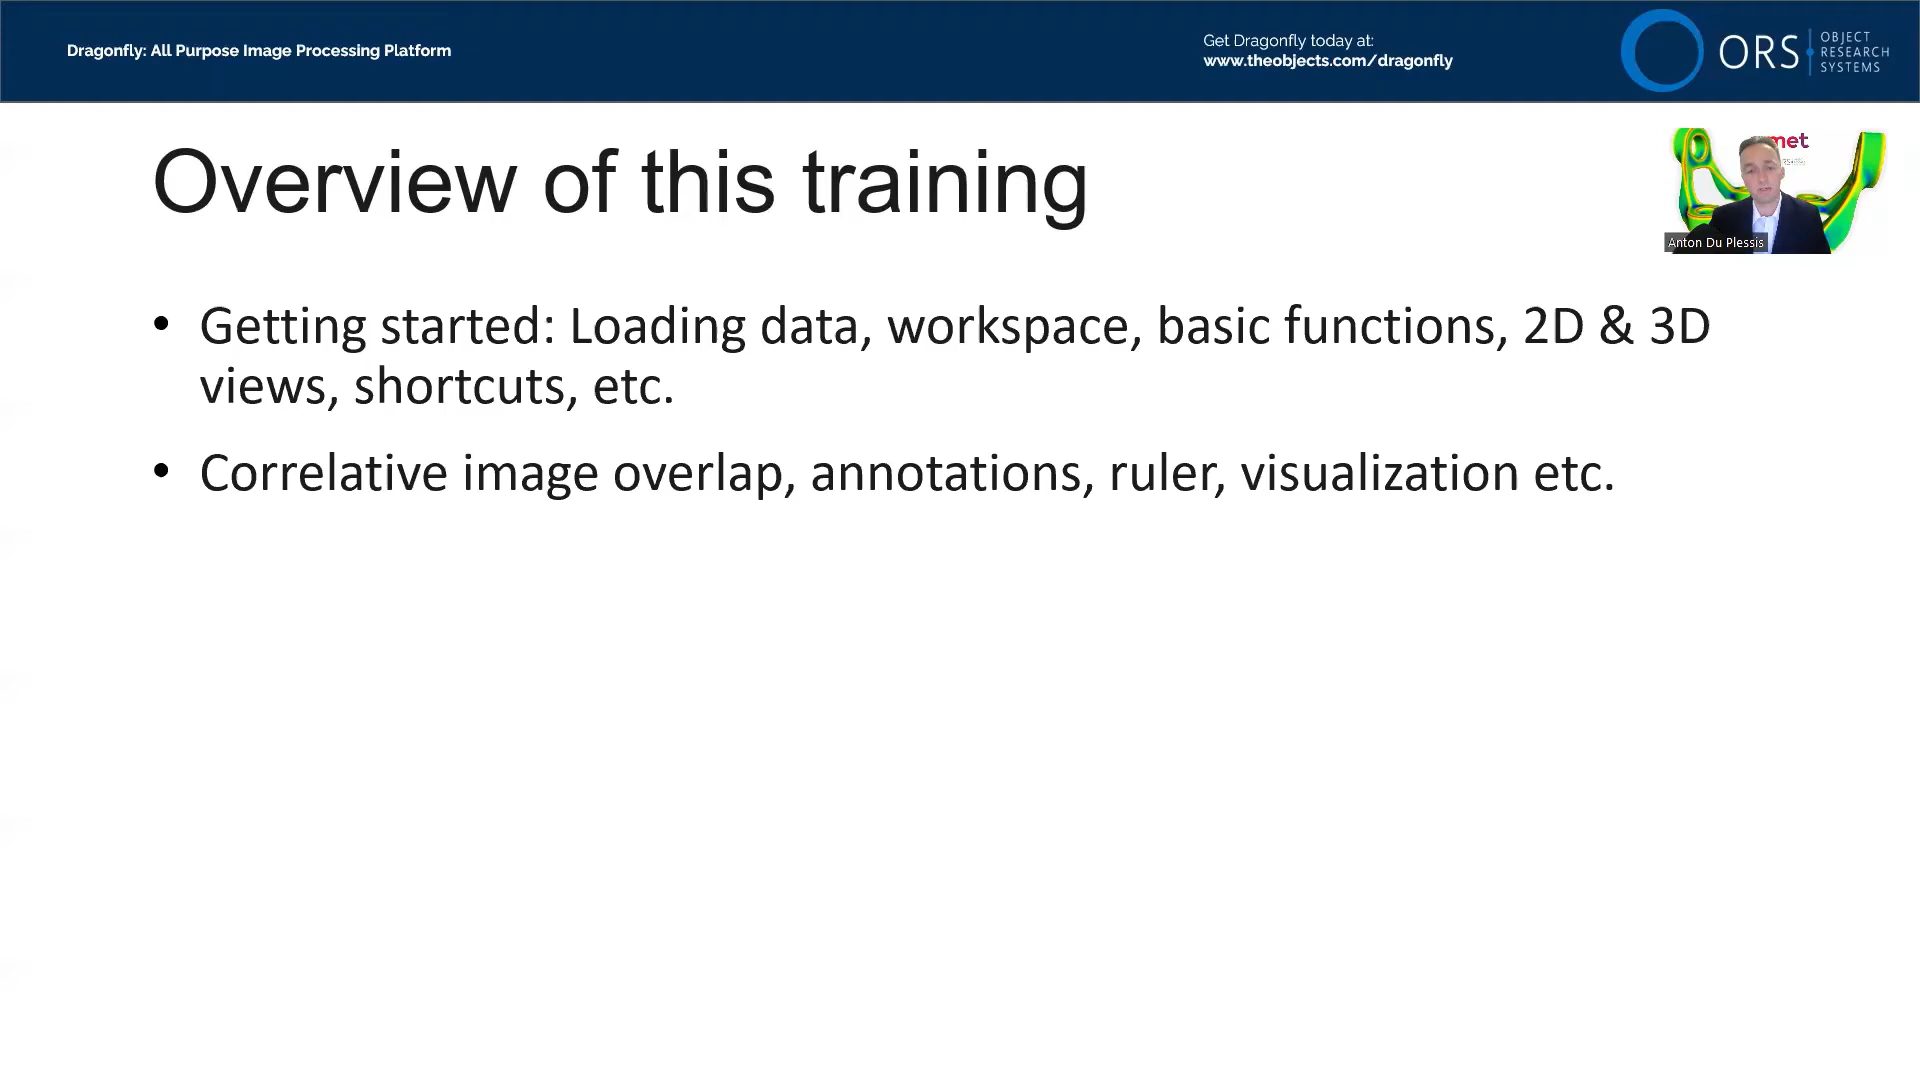 Dragonfly: All Purpose Image Processing Platform
Get Dragonfly today at:
www.theobjects.com/dragonfly
ORS
OBJECT
RESEARCH
SYSTEMS
Overview of this training
met
Anton Du Plessis
• Getting started: Loading data, workspace, basic functions, 2D & 3D
views, shortcuts, etc.
• Correlative image overlap, annotations, ruler, visualization etc.